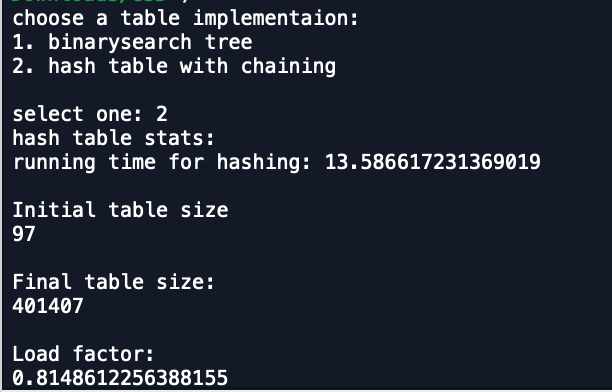 choose a table implementaion:
1. binarysearch tree
2. hash table with chaining
select one: 2
hash table stats:
running time for hashing: 13.586617231369019
Initial table size
97
Final table size:
401407
Load factor:
0.8148612256388155